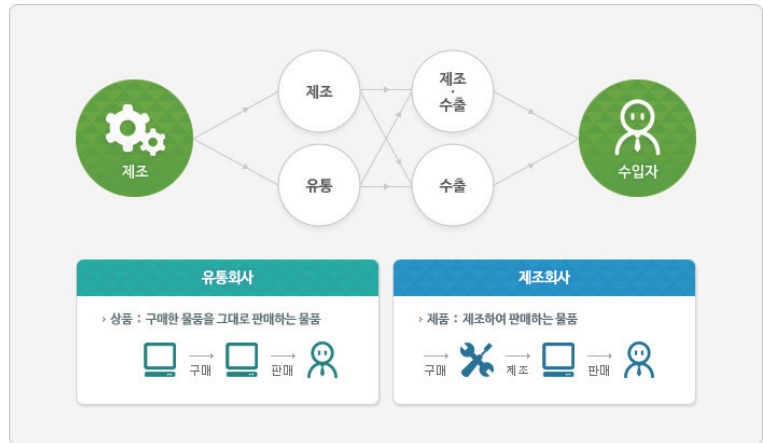 제조
제조
유통
제조
·
수출
수출
수입자
유통회사
› 상품 : 구매한 물품을 그대로 판매하는 물품
구매
판매
제조회사
› 제품 : 제조하여 판매하는 물품
구매
제조
판매